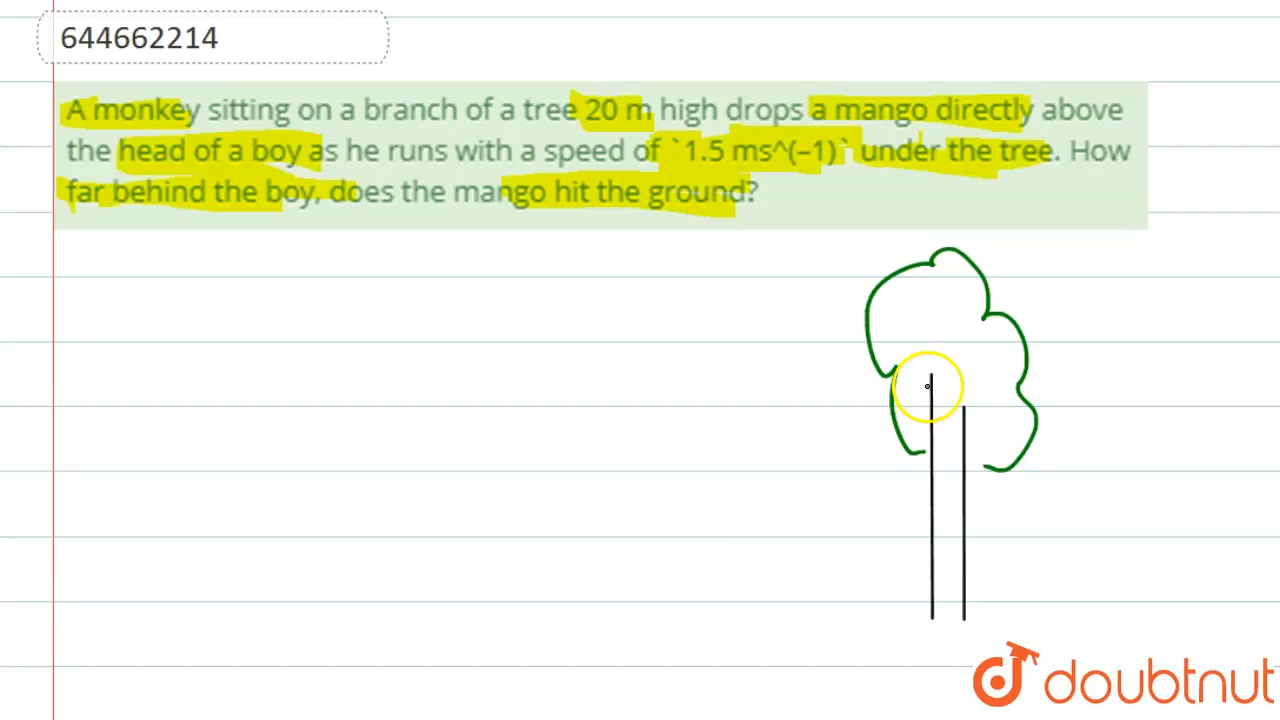 644662214
A monkey sitting on a branch of a tree 20 m high drops a mango directly above
the head of a boy as he runs with a speed of `1.5 ms^(–1)` under the tree. How
far behind the boy, does the mango hit the ground?
doubtnut